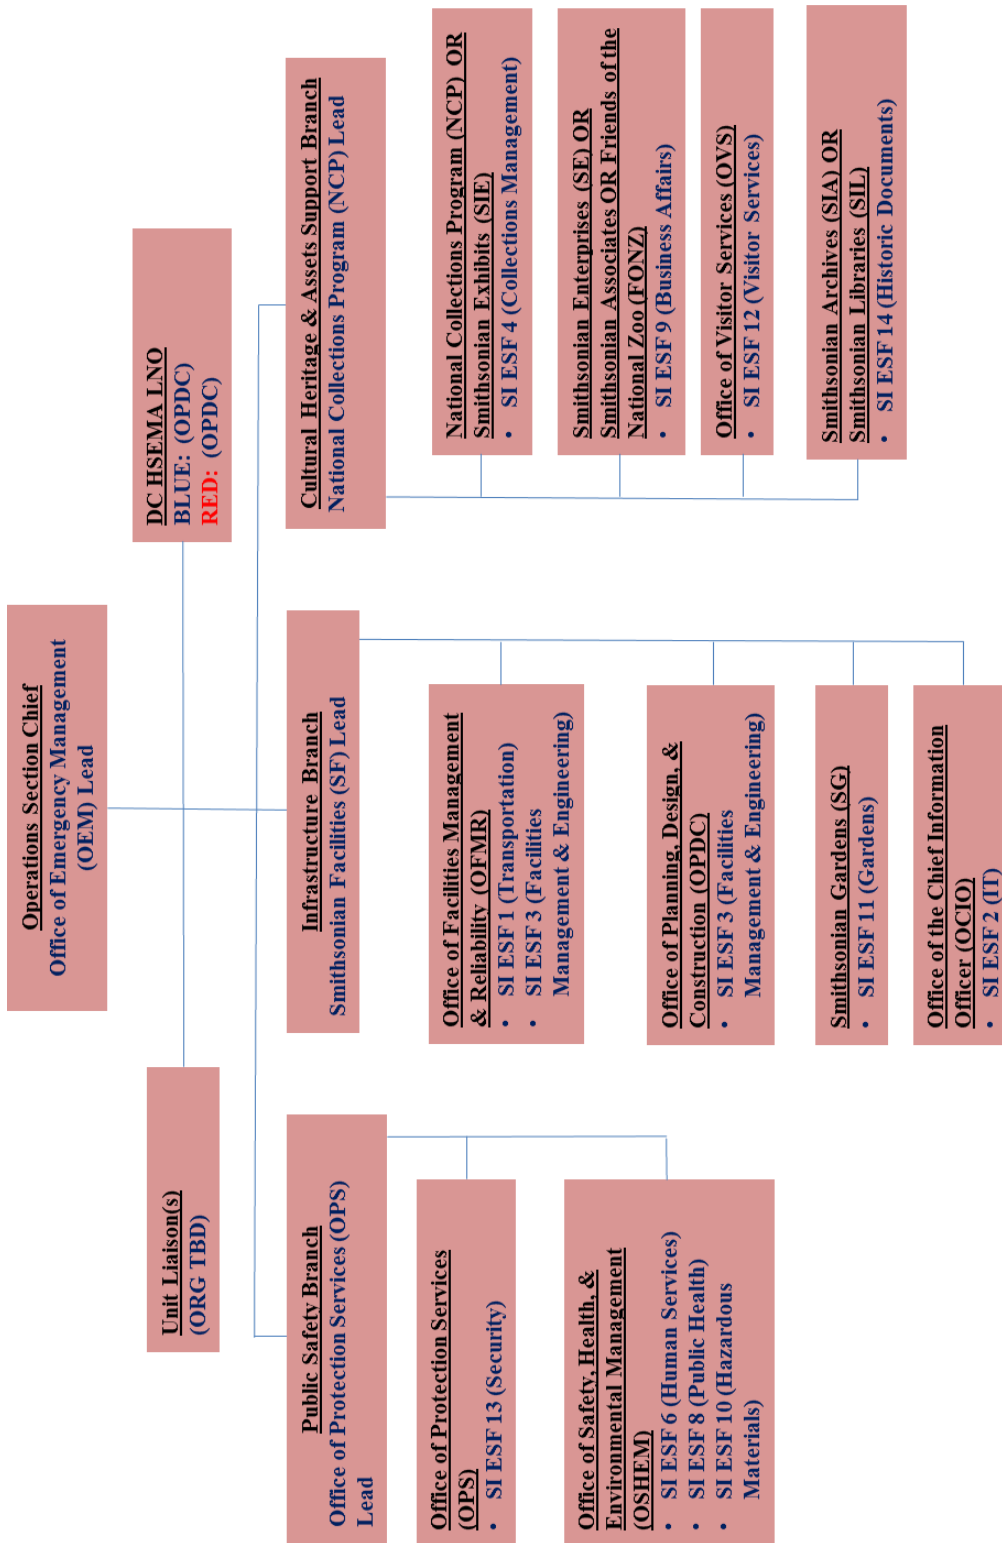 Operations Section Chief
Office of Emergency Management
(OEM) Lead
Unit Liaison(s)
(ORG TBD)
DC HSEMA LNO
BLUE: (OPDC)
RED: (OPDC)
Public Safety Branch
Office of Protection Services (OPS)
Lead
Office of Protection Services
(OPS)
• SI ESF 13 (Security)
Office of Safety, Health, &
Environmental Management
(OSHEM)
• SI ESF 6 (Human Services)
• SI ESF 8 (Public Health)
• SI ESF 10 (Hazardous
Materials)
Infrastructure Branch
Smithsonian Facilities (SF) Lead
Office of Facilities Management
& Reliability (OFMR)
• SI ESF 1 (Transportation)
• SI ESF 3 (Facilities
Management & Engineering)
Office of Planning, Design, &
Construction (OPDC)
• SI ESF 3 (Facilities
Management & Engineering)
Smithsonian Gardens (SG)
• SI ESF 11 (Gardens)
Office of the Chief Information
Officer (OCIO)
• SI ESF 2 (IT)
Cultural Heritage & Assets Support Branch
National Collections Program (NCP) Lead
National Collections Program (NCP) OR
Smithsonian Exhibits (SIE)
• SI ESF 4 (Collections Management)
Smithsonian Enterprises (SE) OR
Smithsonian Associates OR Friends of the
National Zoo (FONZ)
• SI ESF 9 (Business Affairs)
Office of Visitor Services (OVS)
• SI ESF 12 (Visitor Services)
Smithsonian Archives (SIA) OR
Smithsonian Libraries (SIL)
• SI ESF 14 (Historic Documents)